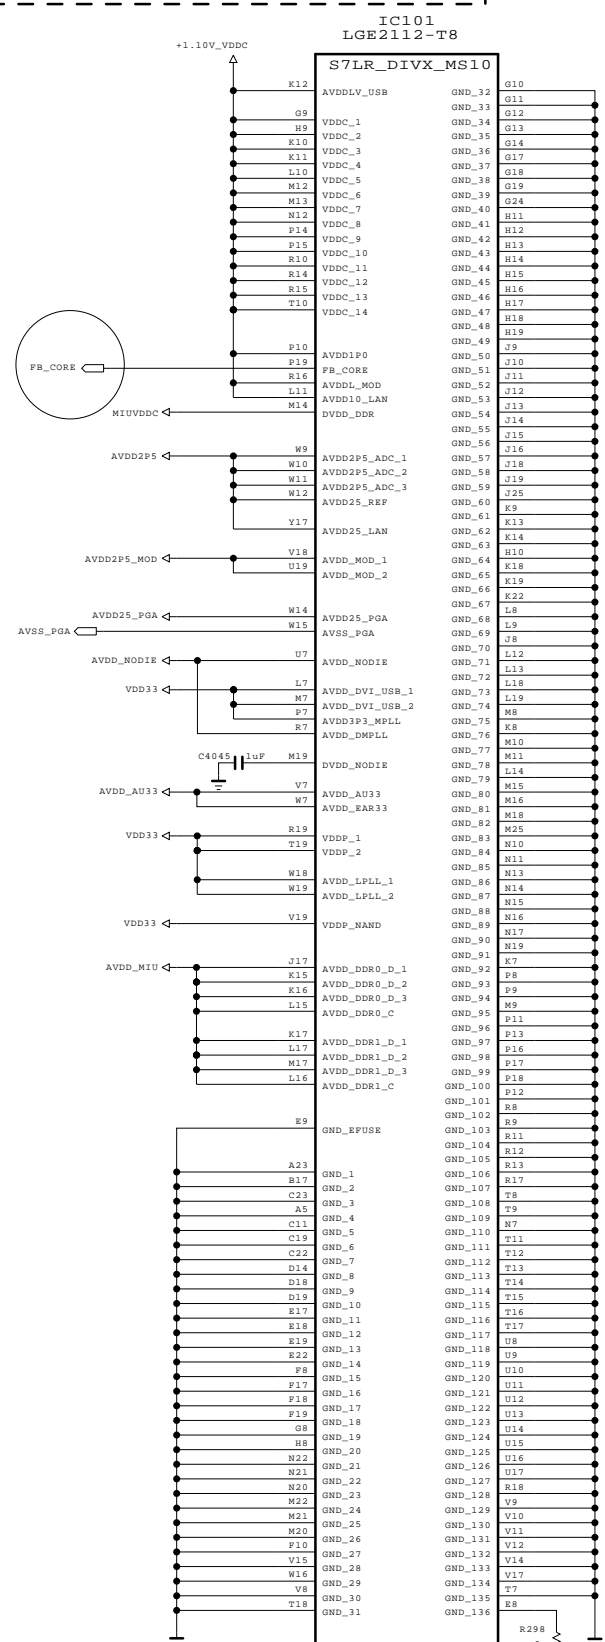 IC101
LGE2112-T8
+1.10V_VDDC
S7LR_DIVX_MS10
K12 AVDDLV_USB
G9 VDDC_1
H9 VDDC_2
K10 VDDC_3
K11 VDDC_4
L10 VDDC_5
M12 VDDC_6
M13 VDDC_7
N12 VDDC_8
P14 VDDC_9
P15 VDDC_10
R10 VDDC_11
R14 VDDC_12
R15 VDDC_13
T10 VDDC_14
P10 AVDD1P0
FB_CORE P19 FB_CORE
R16 AVDDL_MOD
L11 AVDD10_LAN
MIUVDDC M14 DVDD_DDR
AVDD2P5 W9 AVDD2P5_ADC_1
W10 AVDD2P5_ADC_2
W11 AVDD2P5_ADC_3
W12 AVDD25_REF
Y17 AVDD25_LAN
AVDD2P5_MOD V18 AVDD_MOD_1
U19 AVDD_MOD_2
AVDD25_PGA W14 AVDD25_PGA
AVSS_PGA W15 AVSS_PGA
AVDD_NODIE U7 AVDD_NODIE
VDD33 L7 AVDD_DVI_USB_1
M7 AVDD_DVI_USB_2
P7 AVDD3P3_MPLL
R7 AVDD_DMPLL
C4045 1uF M19 DVDD_NODIE
AVDD_AU33 V7 AVDD_AU33
W7 AVDD_EAR33
VDD33 R19 VDDP_1
T19 VDDP_2
W18 AVDD_LPLL_1
W19 AVDD_LPLL_2
VDD33 V19 VDDP_NAND
AVDD_MIU J17 AVDD_DDR0_D_1
K15 AVDD_DDR0_D_2
K16 AVDD_DDR0_D_3
L15 AVDD_DDR0_C
K17 AVDD_DDR1_D_1
L17 AVDD_DDR1_D_2
M17 AVDD_DDR1_D_3
L16 AVDD_DDR1_C
E9 GND_EFUSE
A23 GND_1
B17 GND_2
C23 GND_3
A5 GND_4
C11 GND_5
C19 GND_6
C22 GND_7
D14 GND_8
D18 GND_9
D19 GND_10
E17 GND_11
E18 GND_12
E19 GND_13
E22 GND_14
F8 GND_15
F17 GND_16
F18 GND_17
F19 GND_18
G8 GND_19
H8 GND_20
N22 GND_21
N21 GND_22
N20 GND_23
M22 GND_24
M21 GND_25
M20 GND_26
F10 GND_27
V15 GND_28
W16 GND_29
V8 GND_30
T18 GND_31
GND_32 G10
GND_33 G11
GND_34 G12
GND_35 G13
GND_36 G14
GND_37 G17
GND_38 G18
GND_39 G19
GND_40 G24
GND_41 H11
GND_42 H12
GND_43 H13
GND_44 H14
GND_45 H15
GND_46 H16
GND_47 H17
GND_48 H18
GND_49 H19
GND_50 J9
GND_51 J10
GND_52 J11
GND_53 J12
GND_54 J13
GND_55 J14
GND_56 J15
GND_57 J16
GND_58 J18
GND_59 J19
GND_60 J25
GND_61 K9
GND_62 K13
GND_63 K14
GND_64 H10
GND_65 K18
GND_66 K19
GND_67 K22
GND_68 L8
GND_69 L9
GND_70 J8
GND_71 L12
GND_72 L13
GND_73 L18
GND_74 L19
GND_75 M8
GND_76 K8
GND_77 M10
GND_78 M11
GND_79 L14
GND_80 M15
GND_81 M16
GND_82 M18
GND_83 M25
GND_84 N10
GND_85 N11
GND_86 N13
GND_87 N14
GND_88 N15
GND_89 N16
GND_90 N17
GND_91 N19
GND_92 K7
GND_93 P8
GND_94 P9
GND_95 M9
GND_96 P11
GND_97 P13
GND_98 P16
GND_99 P17
GND_100 P18
GND_101 P12
GND_102 R8
GND_103 R9
GND_104 R11
GND_105 R12
GND_106 R13
GND_107 R17
GND_108 T8
GND_109 T9
GND_110 N7
GND_111 T11
GND_112 T12
GND_113 T13
GND_114 T14
GND_115 T15
GND_116 T16
GND_117 T17
GND_118 U8
GND_119 U9
GND_120 U10
GND_121 U11
GND_122 U12
GND_123 U13
GND_124 U14
GND_125 U15
GND_126 U16
GND_127 U17
GND_128 R18
GND_129 V9
GND_130 V10
GND_131 V11
GND_132 V12
GND_133 V14
GND_134 V17
GND_135 T7
GND_136 E8
R298